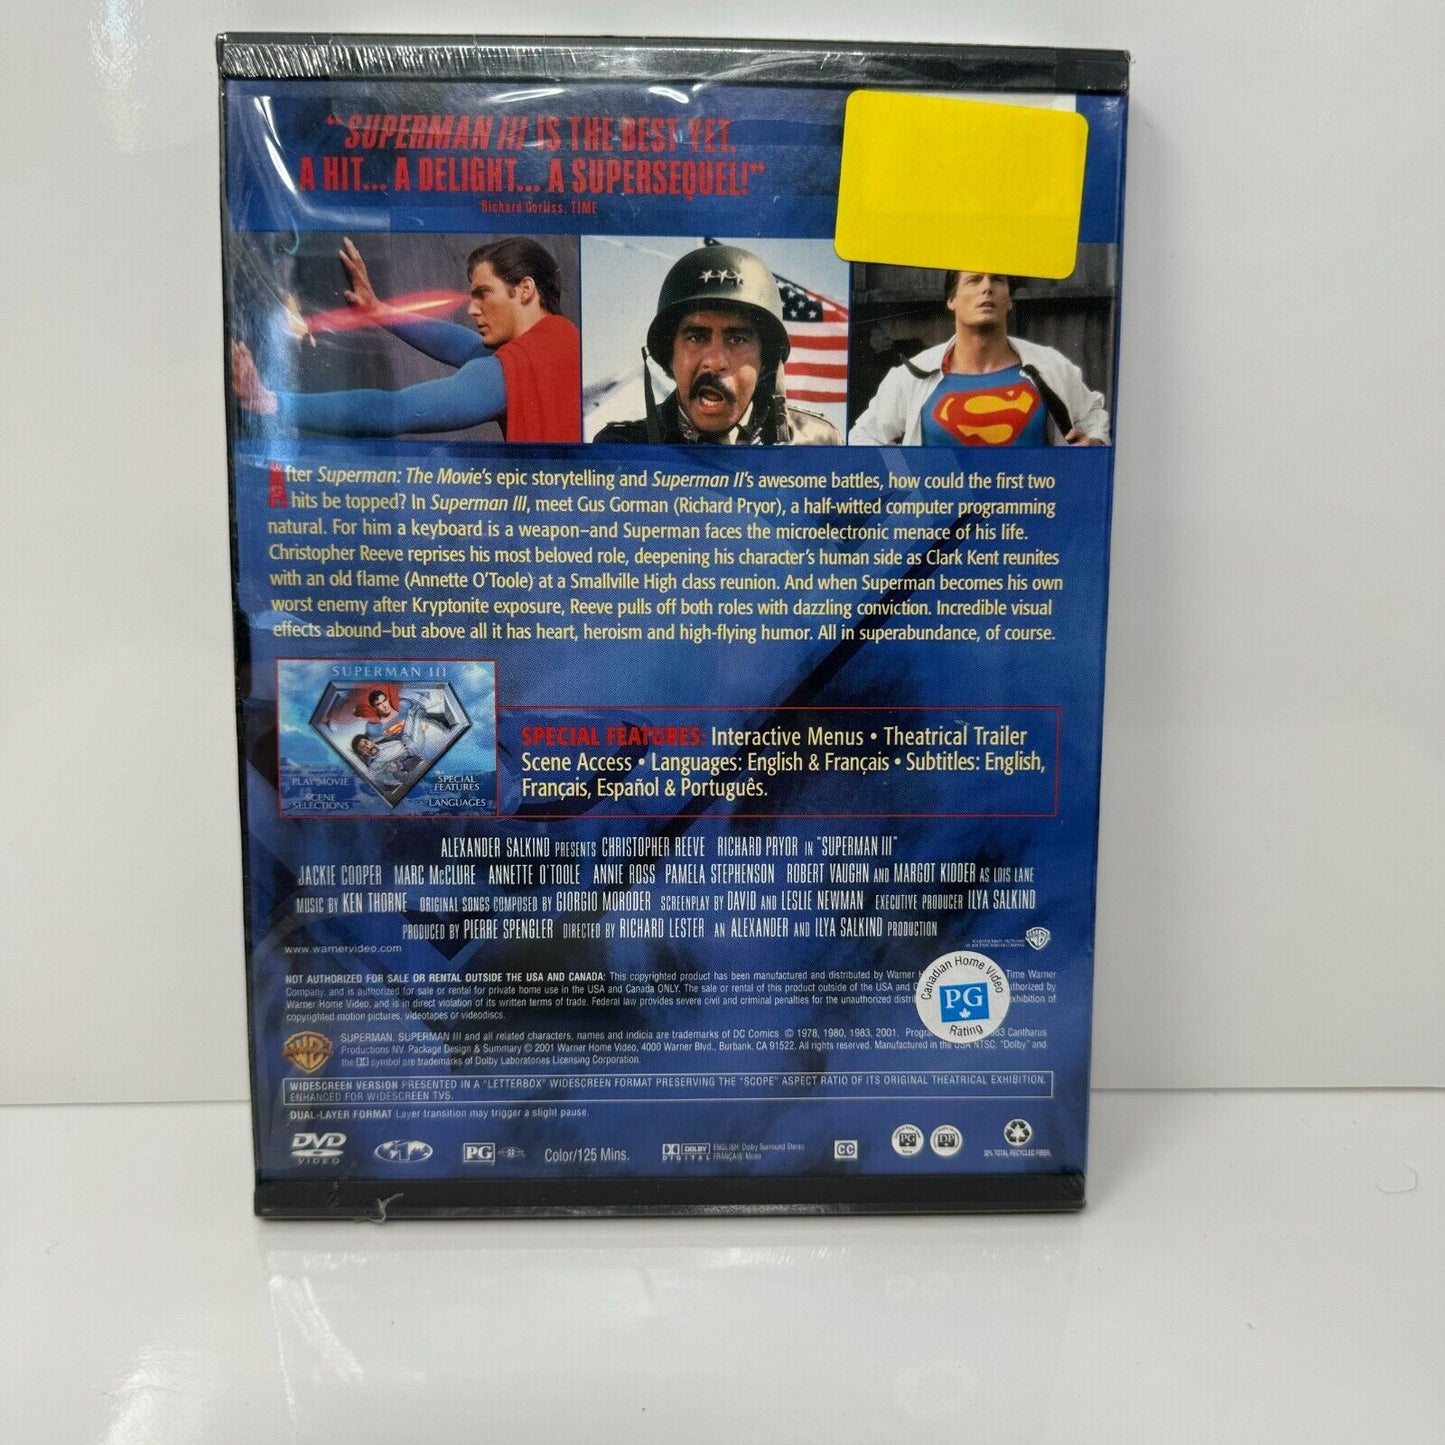 "SUPERMAN III IS THE BEST YET,
A HIT... A DELIGHT... A SUPERSEQUEL!"
Richard Corliss, TIME
After Superman: The Movie's epic storytelling and Superman II's awesome battles, how could the first two
hits be topped? In Superman III, meet Gus Gorman (Richard Pryor), a half-witted computer programming
natural. For him a keyboard is a weapon–and Superman faces the microelectronic menace of his life.
Christopher Reeve reprises his most beloved role, deepening his character's human side as Clark Kent reunites
with an old flame (Annette O'Toole) at a Smallville High class reunion. And when Superman becomes his own
worst enemy after Kryptonite exposure, Reeve pulls off both roles with dazzling conviction. Incredible visual
effects abound–but above all it has heart, heroism and high-flying humor. All in superabundance, of course.
SUPERMAN III
PLAY MOVIE
SCENE
SELECTIONS
SPECIAL
FEATURES
LANGUAGES
SPECIAL FEATURES: Interactive Menus • Theatrical Trailer
Scene Access • Languages: English & Français • Subtitles: English,
Français, Español & Português.
ALEXANDER SALKIND PRESENTS CHRISTOPHER REEVE RICHARD PRYOR IN "SUPERMAN III"
JACKIE COOPER MARC McCLURE ANNETTE O'TOOLE ANNIE ROSS PAMELA STEPHENSON ROBERT VAUGHN AND MARGOT KIDDER AS LOIS LANE
MUSIC BY KEN THORNE ORIGINAL SONGS COMPOSED BY GIORGIO MORODER SCREENPLAY BY DAVID AND LESLIE NEWMAN EXECUTIVE PRODUCER ILYA SALKIND
PRODUCED BY PIERRE SPENGLER DIRECTED BY RICHARD LESTER AN ALEXANDER AND ILYA SALKIND PRODUCTION
www.warnervideo.com
NOT AUTHORIZED FOR SALE OR RENTAL OUTSIDE THE USA AND CANADA: This copyrighted product has been manufactured and distributed by Warner Time Warner
Company, and is authorized for sale or rental for private home use in the USA and Canada ONLY. The sale or rental of this product outside of the USA and authorized by
Warner Home Video, and is in direct violation of its written terms of trade. Federal law provides severe civil and criminal penalties for the unauthorized exhibition of
copyrighted motion pictures, videotapes or videodiscs.
Canadian Home Video
PG
Rating
SUPERMAN, SUPERMAN III and all related characters, names and indicia are trademarks of DC Comics © 1978, 1980, 1983, 2001. Cantharus
Productions NV. Package Design & Summary © 2001 Warner Home Video, 4000 Warner Blvd., Burbank, CA 91522. All rights reserved. Manufactured in the USA. NTSC. "Dolby" and
the symbol are trademarks of Dolby Laboratories Licensing Corporation.
WIDESCREEN VERSION PRESENTED IN A "LETTERBOX" WIDESCREEN FORMAT PRESERVING THE "SCOPE" ASPECT RATIO OF ITS ORIGINAL THEATRICAL EXHIBITION.
ENHANCED FOR WIDESCREEN TVS.
DUAL-LAYER FORMAT Layer transition may trigger a slight pause.
DVD
VIDEO
1
PG
Color/125 Mins.
DOLBY
DIGITAL
ENGLISH: Dolby Surround Stereo
FRANÇAIS: Mono
CC
PG
DP
30% TOTAL RECYCLED FIBER.